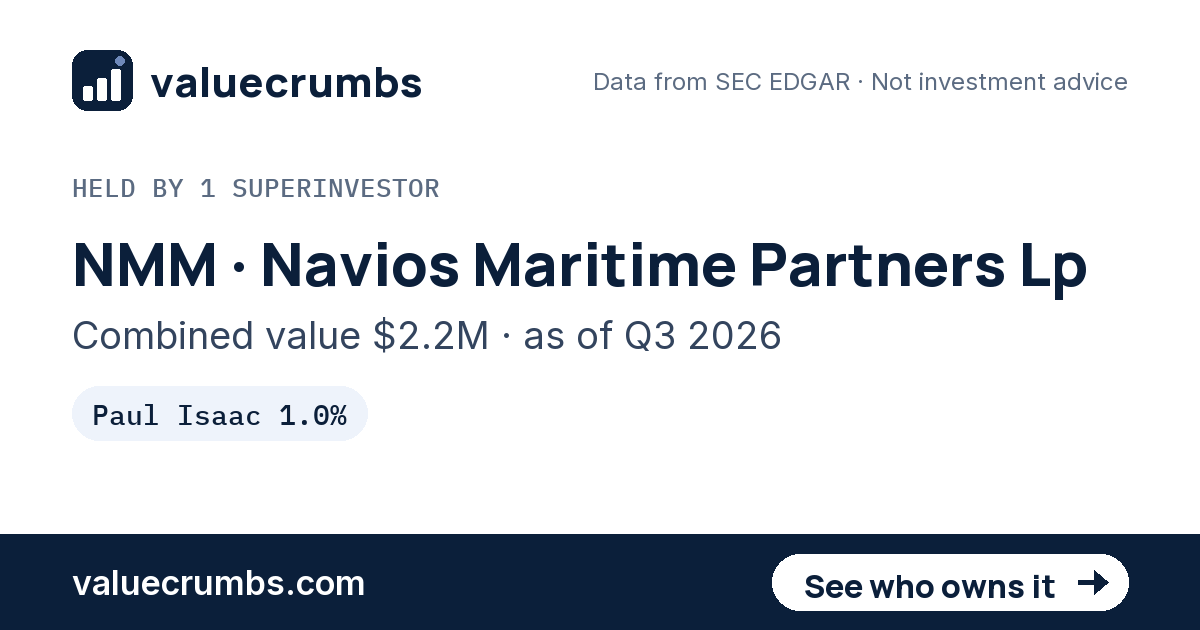 valuecrumbs
Data from SEC EDGAR · Not investment advice
HELD BY 1 SUPERINVESTOR
NMM · Navios Maritime Partners Lp
Combined value $2.2M · as of Q3 2026
Paul Isaac 1.0%
valuecrumbs.com
See who owns it →